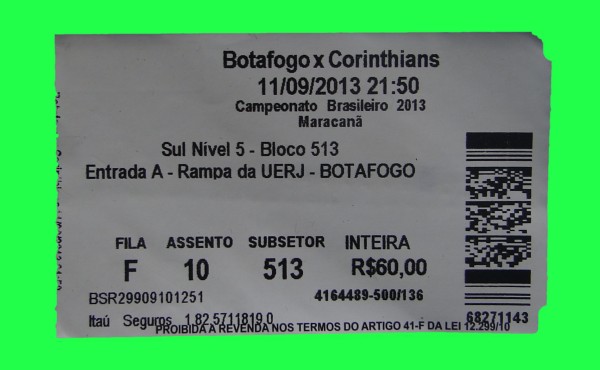 Botafogo x Corinthians
11/09/2013 21:50
Campeonato Brasileiro 2013
Maracanã
Sul Nível 5 - Bloco 513
Entrada A - Rampa da UERJ - BOTAFOGO
FILA ASSENTO SUBSETOR INTEIRA
F 10 513 R$60,00
BSR29909101251 4164489-500/136
Itaú Seguros 1.82.5711819.0 68271143
PROIBIDA A REVENDA NOS TERMOS DO ARTIGO 41-F DA LEI 12.299/10